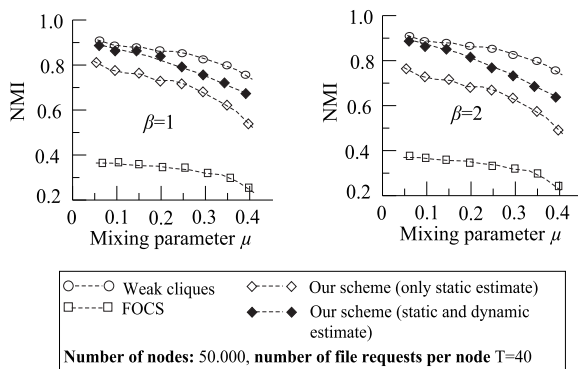 1.0
0.8
0.6
0.4
0.2
NMI
β=1
0 0.1 0.2 0.3 0.4
Mixing parameter μ
1.0
0.8
0.6
0.4
0.2
NMI
β=2
0 0.1 0.2 0.3 0.4
Mixing parameter μ
Weak cliques
FOCS
Our scheme (only static estimate)
Our scheme (static and dynamic
estimate)
Number of nodes: 50.000, number of file requests per node T=40